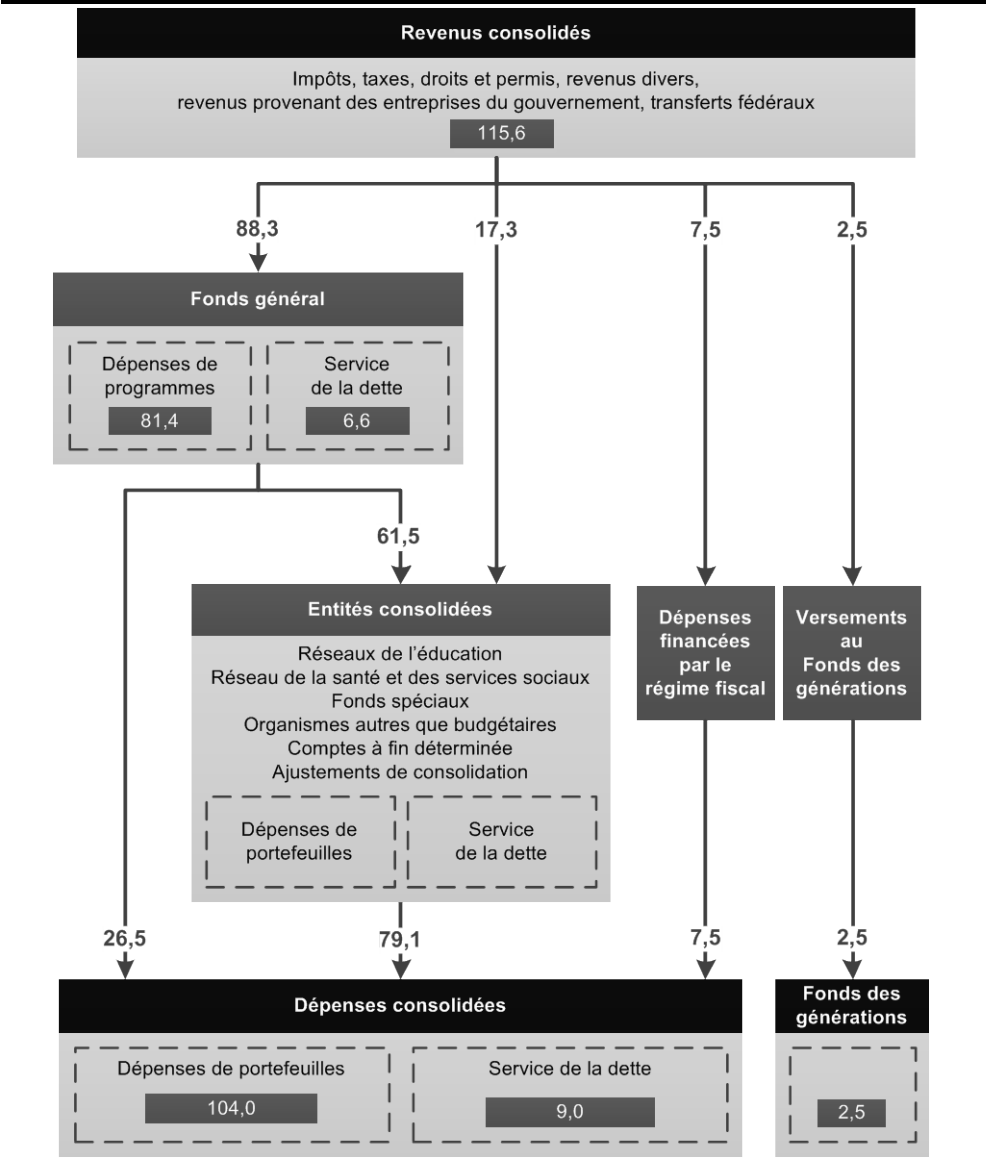 Revenus consolidés
Impôts, taxes, droits et permis, revenus divers,
revenus provenant des entreprises du gouvernement, transferts fédéraux
115,6
88,3
17,3
7,5
2,5
Fonds général
Dépenses de
programmes
81,4
Service
de la dette
6,6
61,5
Entités consolidées
Réseaux de l’éducation
Réseau de la santé et des services sociaux
Fonds spéciaux
Organismes autres que budgétaires
Comptes à fin déterminée
Ajustements de consolidation
Dépenses de
portefeuilles
Service
de la dette
Dépenses
financées
par le
régime fiscal
Versements
au
Fonds des
générations
26,5
79,1
7,5
2,5
Dépenses consolidées
Dépenses de portefeuilles
104,0
Service de la dette
9,0
Fonds des
générations
2,5